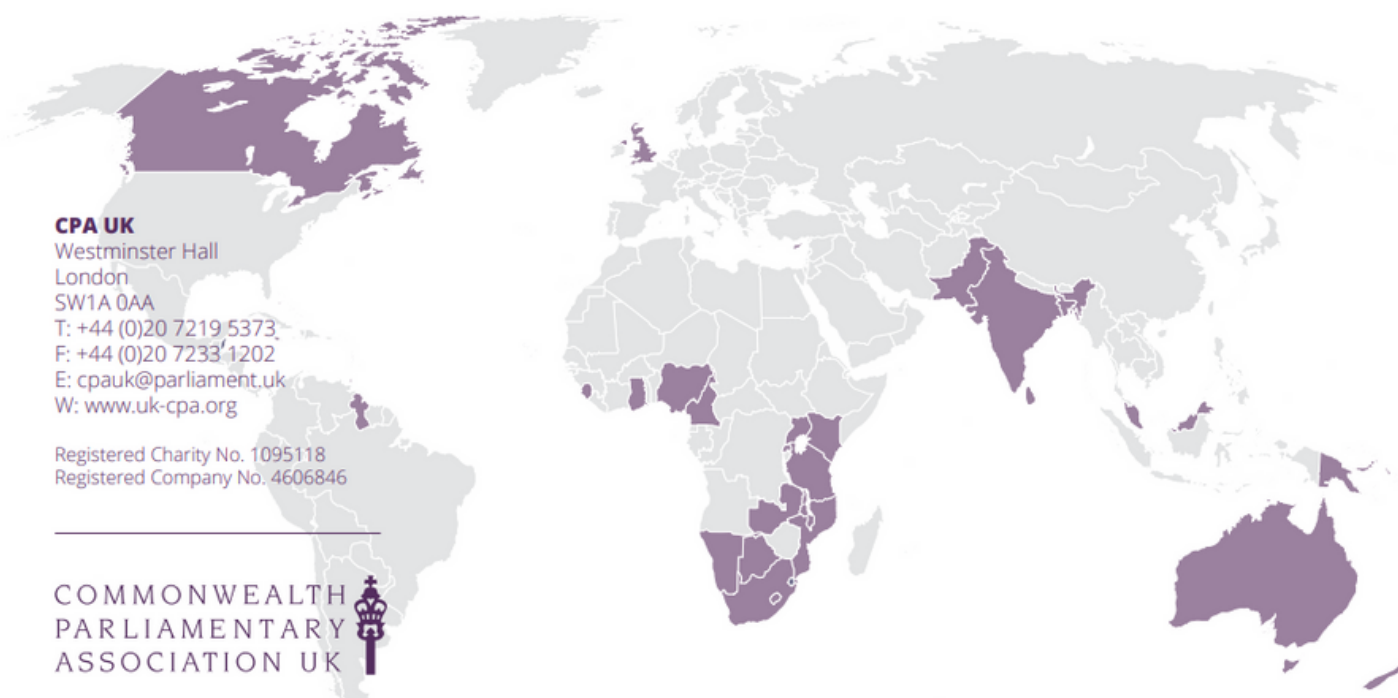 CPA UK
Westminster Hall
London
SW1A 0AA
T: +44 (0)20 7219 5373
F: +44 (0)20 7233 1202
E: cpauk@parliament.uk
W: www.uk-cpa.org
Registered Charity No. 1095118
Registered Company No. 4606846
COMMONWEALTH
PARLIAMENTARY
ASSOCIATION UK